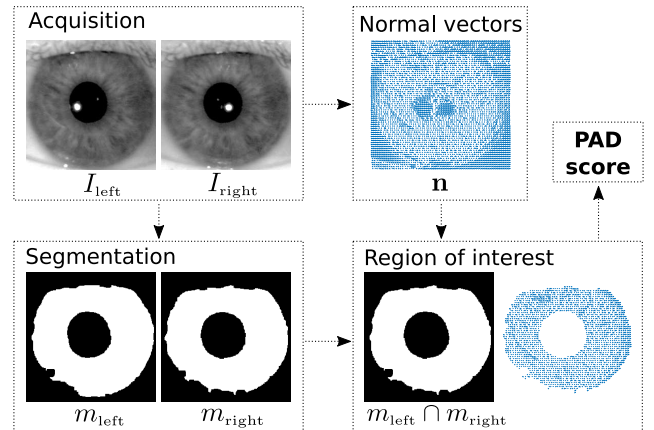 Acquisition
I_left I_right
Normal vectors
n
PAD
score
Segmentation
m_left m_right
Region of interest
m_left ∩ m_right